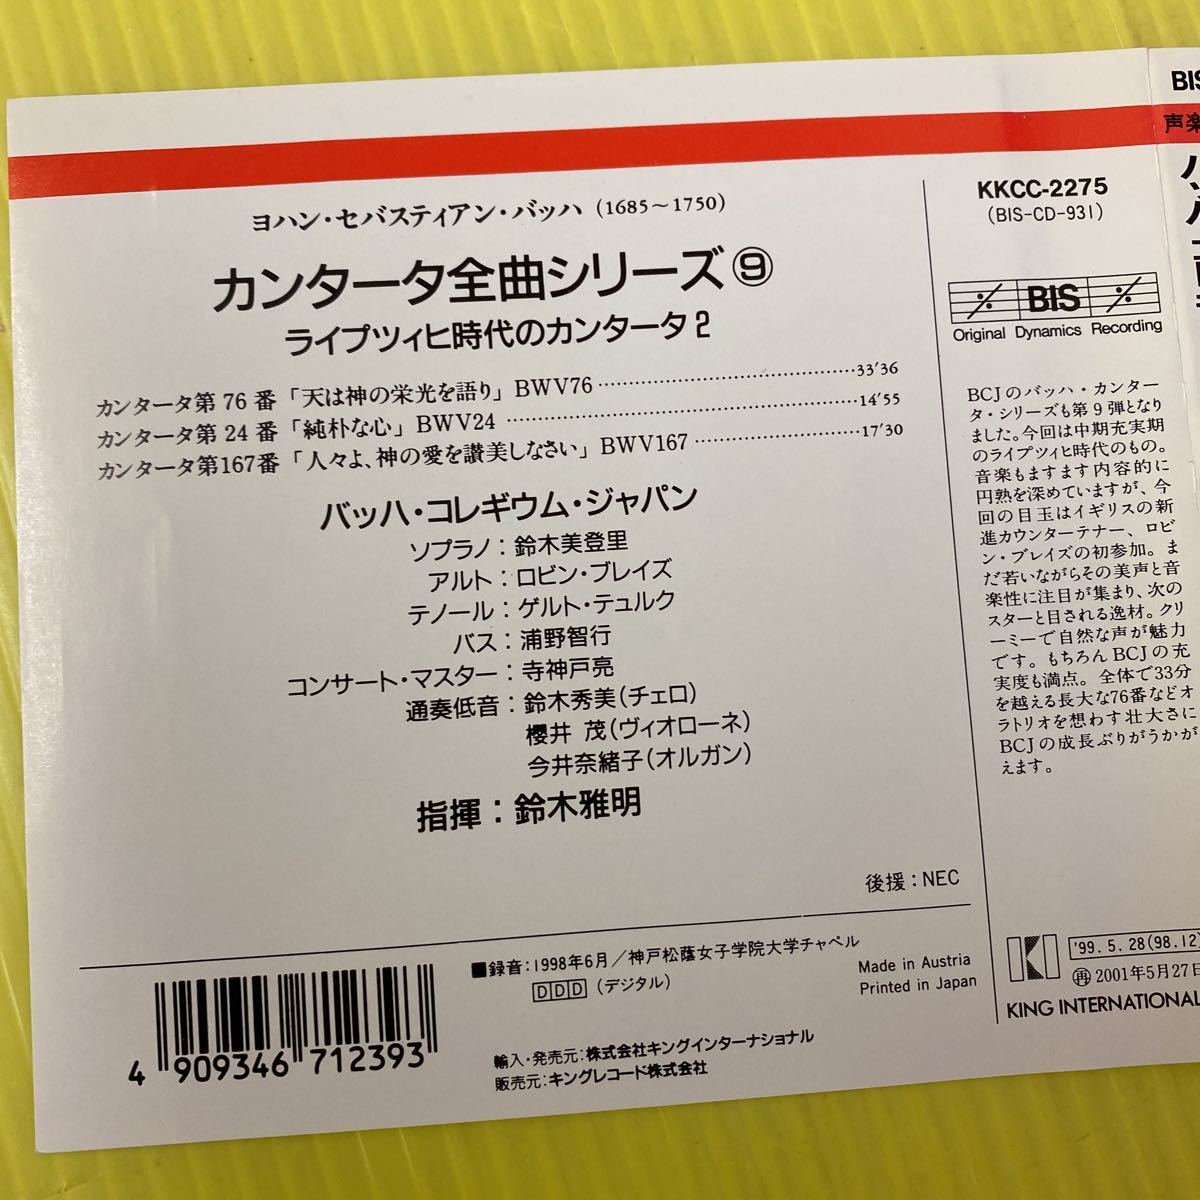 ヨハン・セバスティアン・バッハ (1685～1750)
カンタータ全曲シリーズ⑨
ライプツィヒ時代のカンタータ2
カンタータ第 76 番「天は神の栄光を語り」BWV76 ………………………………33'36
カンタータ第 24 番「純朴な心」BWV24 ………………………………14'55
カンタータ第167番「人々よ、神の愛を讃美しなさい」BWV167 ………………17'30
バッハ・コレギウム・ジャパン
ソプラノ：鈴木美登里
アルト：ロビン・ブレイズ
テノール：ゲルト・テュルク
バス：浦野智行
コンサート・マスター：寺神戸亮
通奏低音：鈴木秀美(チェロ)
櫻井 茂(ヴィオローネ)
今井奈緒子(オルガン)
指揮：鈴木雅明
後援：NEC
■録音：1998年6月／神戸松蔭女子学院大学チャペル
DDD (デジタル)
Made in Austria
Printed in Japan
輸入・発売元：株式会社キングインターナショナル
販売元：キングレコード株式会社
4 909346 712393
KKCC-2275
(BIS-CD-931)
BIS
Original Dynamics Recording
BCJのバッハ・カンター
タ・シリーズも第９弾となり
ました。今回は中期充実期
のライプツィヒ時代のもの。
音楽もますます内容的に
円熟を深めていますが、今
回の目玉はイギリスの新
進カウンターテナー、ロビ
ン・ブレイズの初参加。ま
だ若いながらその美声と音
楽性に注目が集まり、次の
スターと目される逸材。クリ
ーミーで自然な声が魅力
です。もちろんBCJの充
実度も満点。全体で33分
を越える長大な76番などオ
ラトリオを想わす壮大さに
BCJの成長ぶりがうかが
えます。
'99. 5. 28 (98. 12)
再 2001年5月27日
KING INTERNATIONAL
BIS
声楽